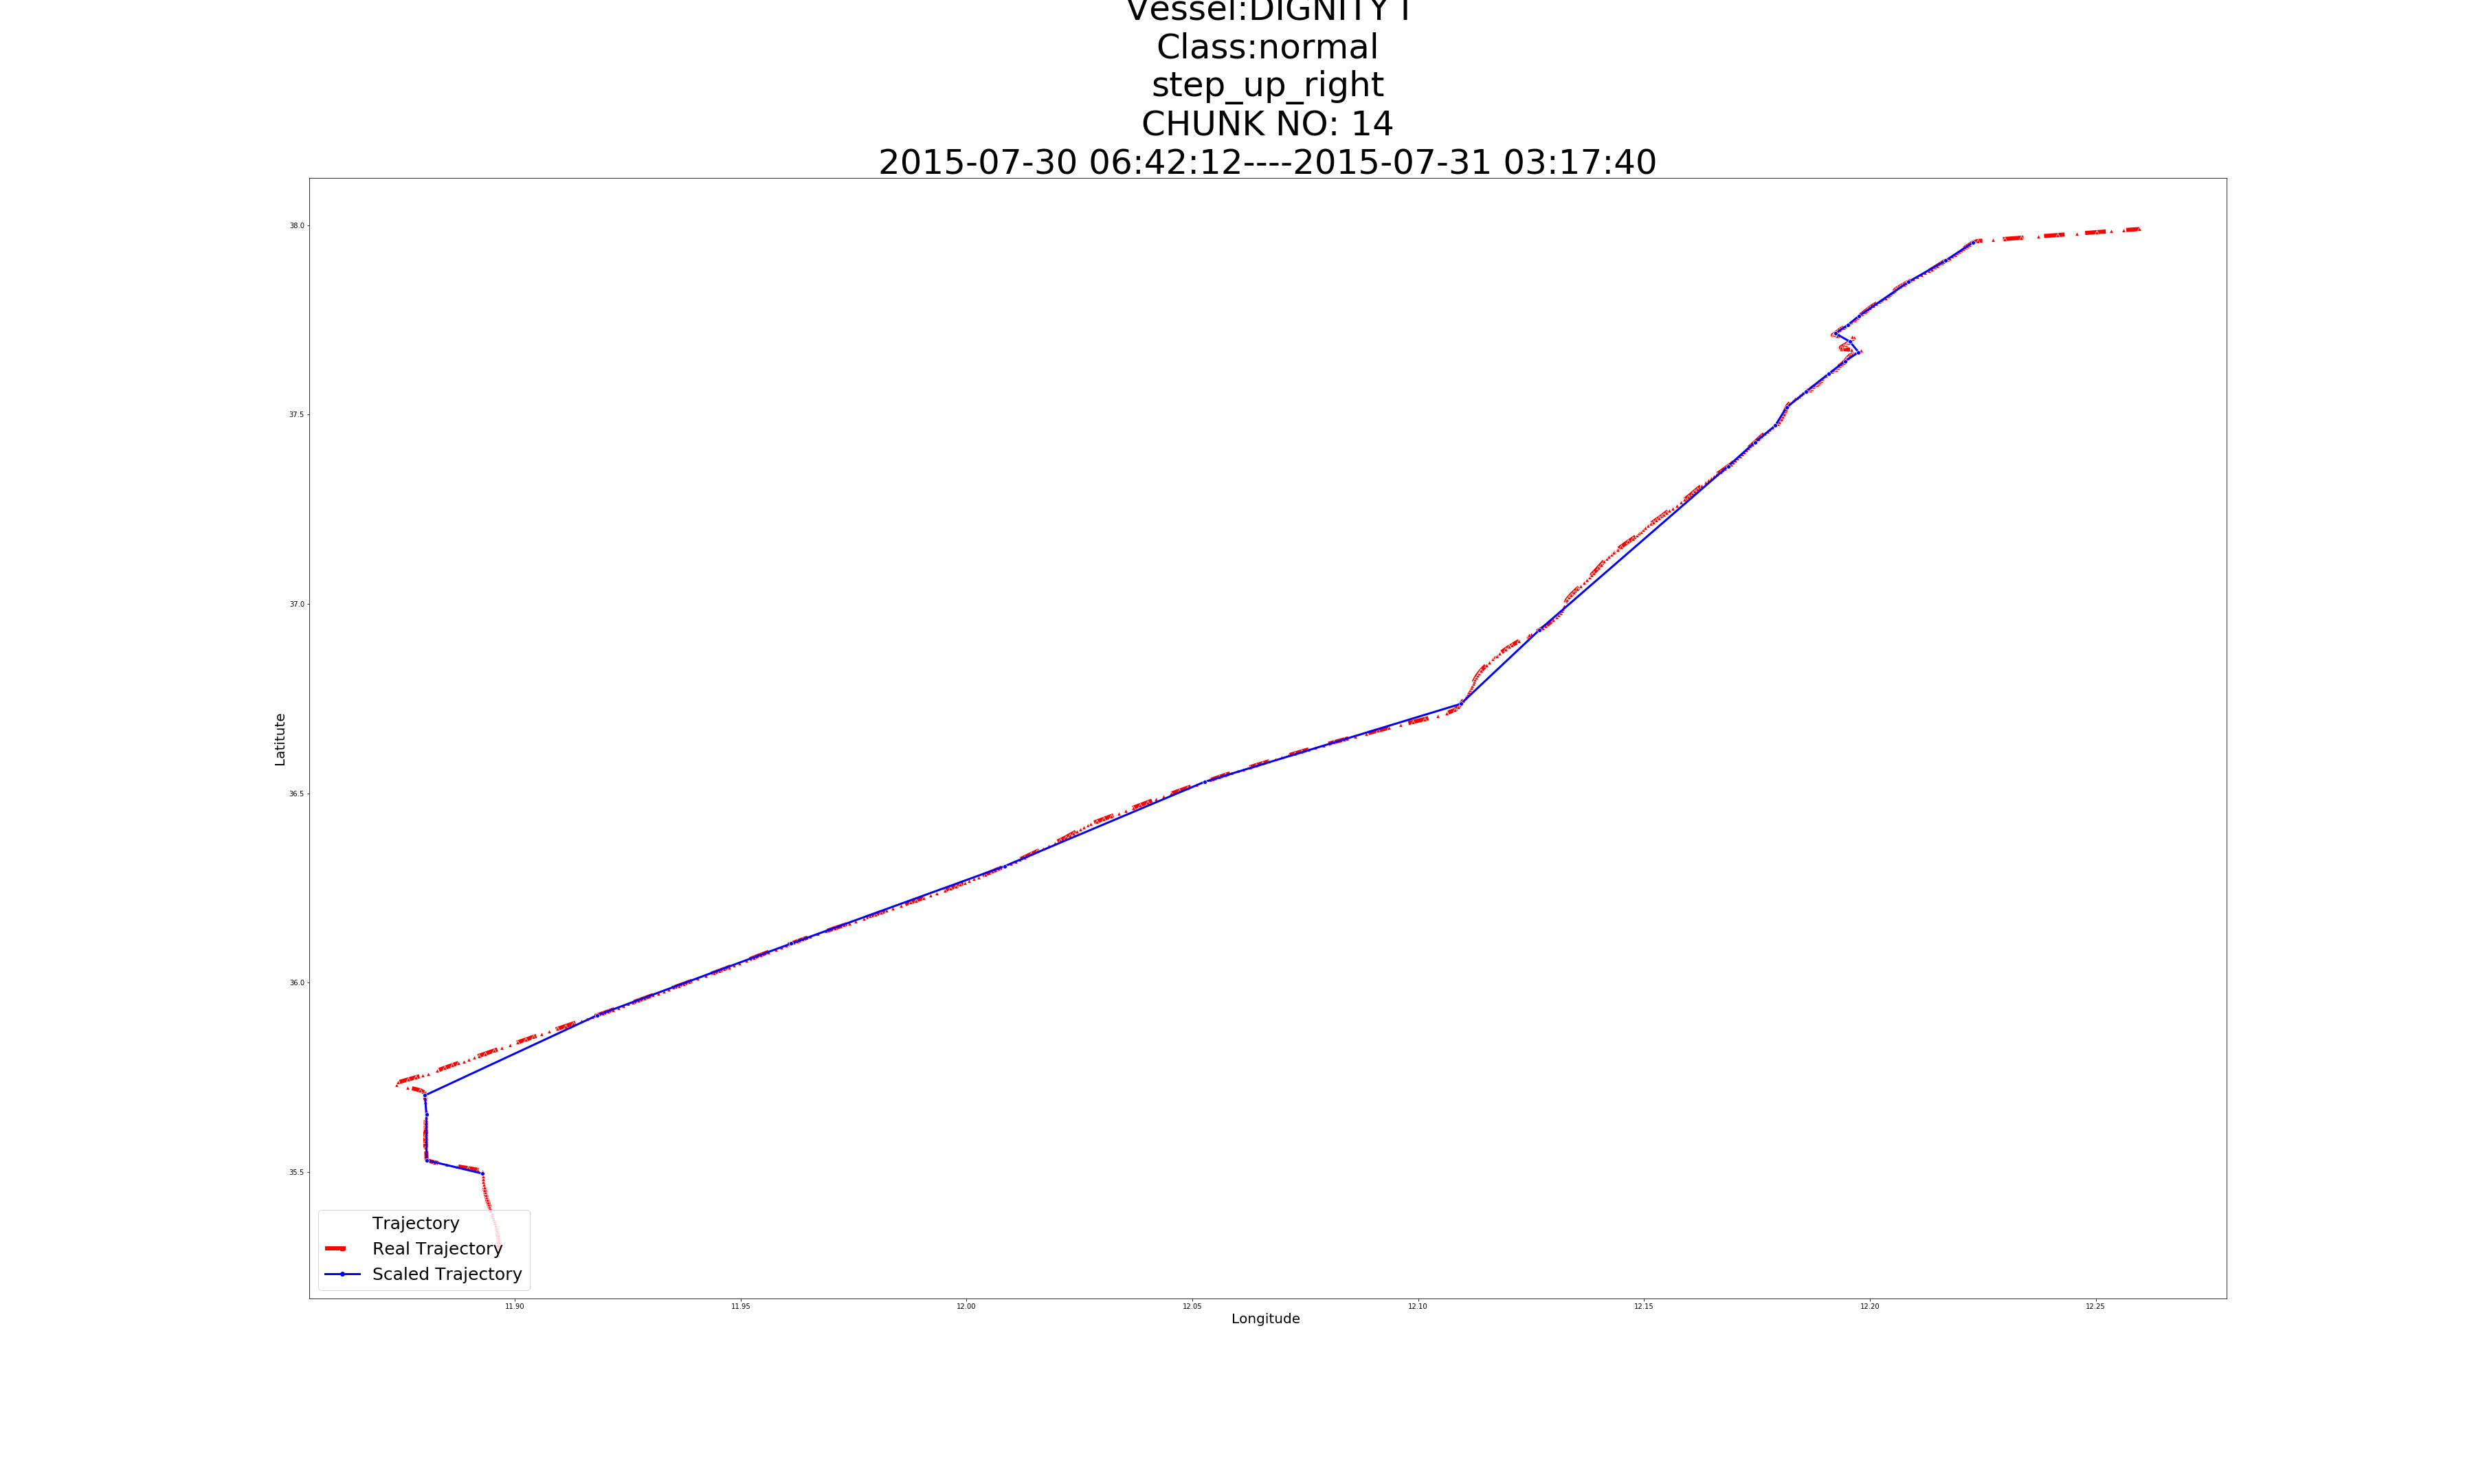 Vessel:DIGNITY I
Class:normal
step_up_right
CHUNK NO: 14
2015-07-30 06:42:12----2015-07-31 03:17:40
38.0
37.5
37.0
36.5
36.0
35.5
Latitute
Trajectory
Real Trajectory
Scaled Trajectory
11.90
11.95
12.00
12.05
12.10
12.15
12.20
12.25
Longitude